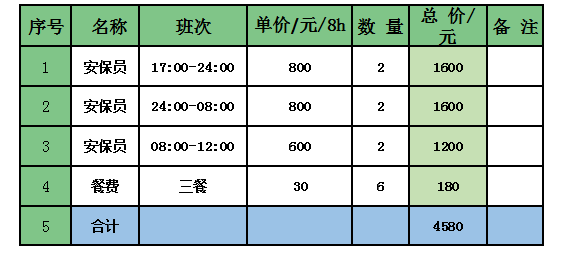 序号 名称 班次 单价/元/8h 数 量 总 价/元 备 注
1 安保员 17:00-24:00 800 2 1600
2 安保员 24:00-08:00 800 2 1600
3 安保员 08:00-12:00 600 2 1200
4 餐费 三餐 30 6 180
5 合计 4580